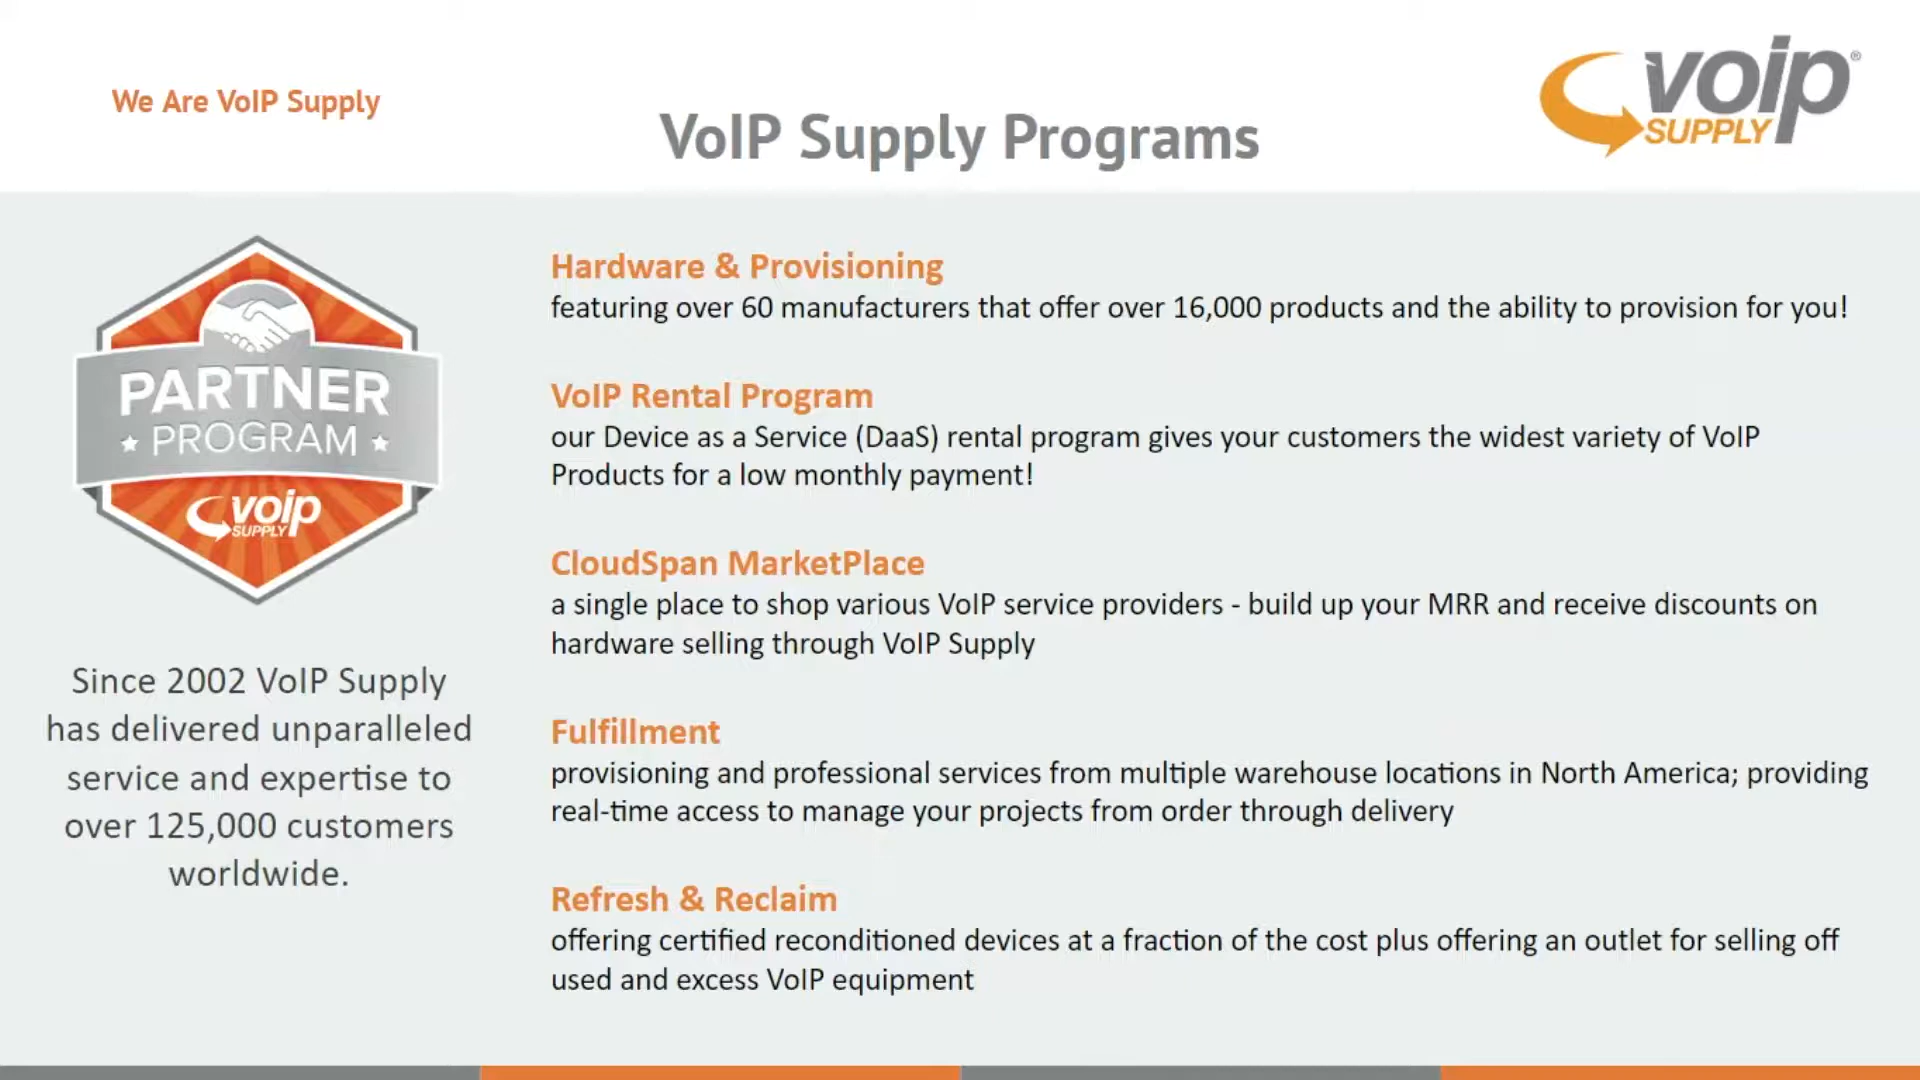 We Are VoIP Supply
VoIP Supply Programs
voip®
SUPPLY
PARTNER
PROGRAM
voip
SUPPLY
Since 2002 VoIP Supply
has delivered unparalleled
service and expertise to
over 125,000 customers
worldwide.
Hardware & Provisioning
featuring over 60 manufacturers that offer over 16,000 products and the ability to provision for you!
VoIP Rental Program
our Device as a Service (DaaS) rental program gives your customers the widest variety of VoIP
Products for a low monthly payment!
CloudSpan MarketPlace
a single place to shop various VoIP service providers - build up your MRR and receive discounts on
hardware selling through VoIP Supply
Fulfillment
provisioning and professional services from multiple warehouse locations in North America; providing
real-time access to manage your projects from order through delivery
Refresh & Reclaim
offering certified reconditioned devices at a fraction of the cost plus offering an outlet for selling off
used and excess VoIP equipment